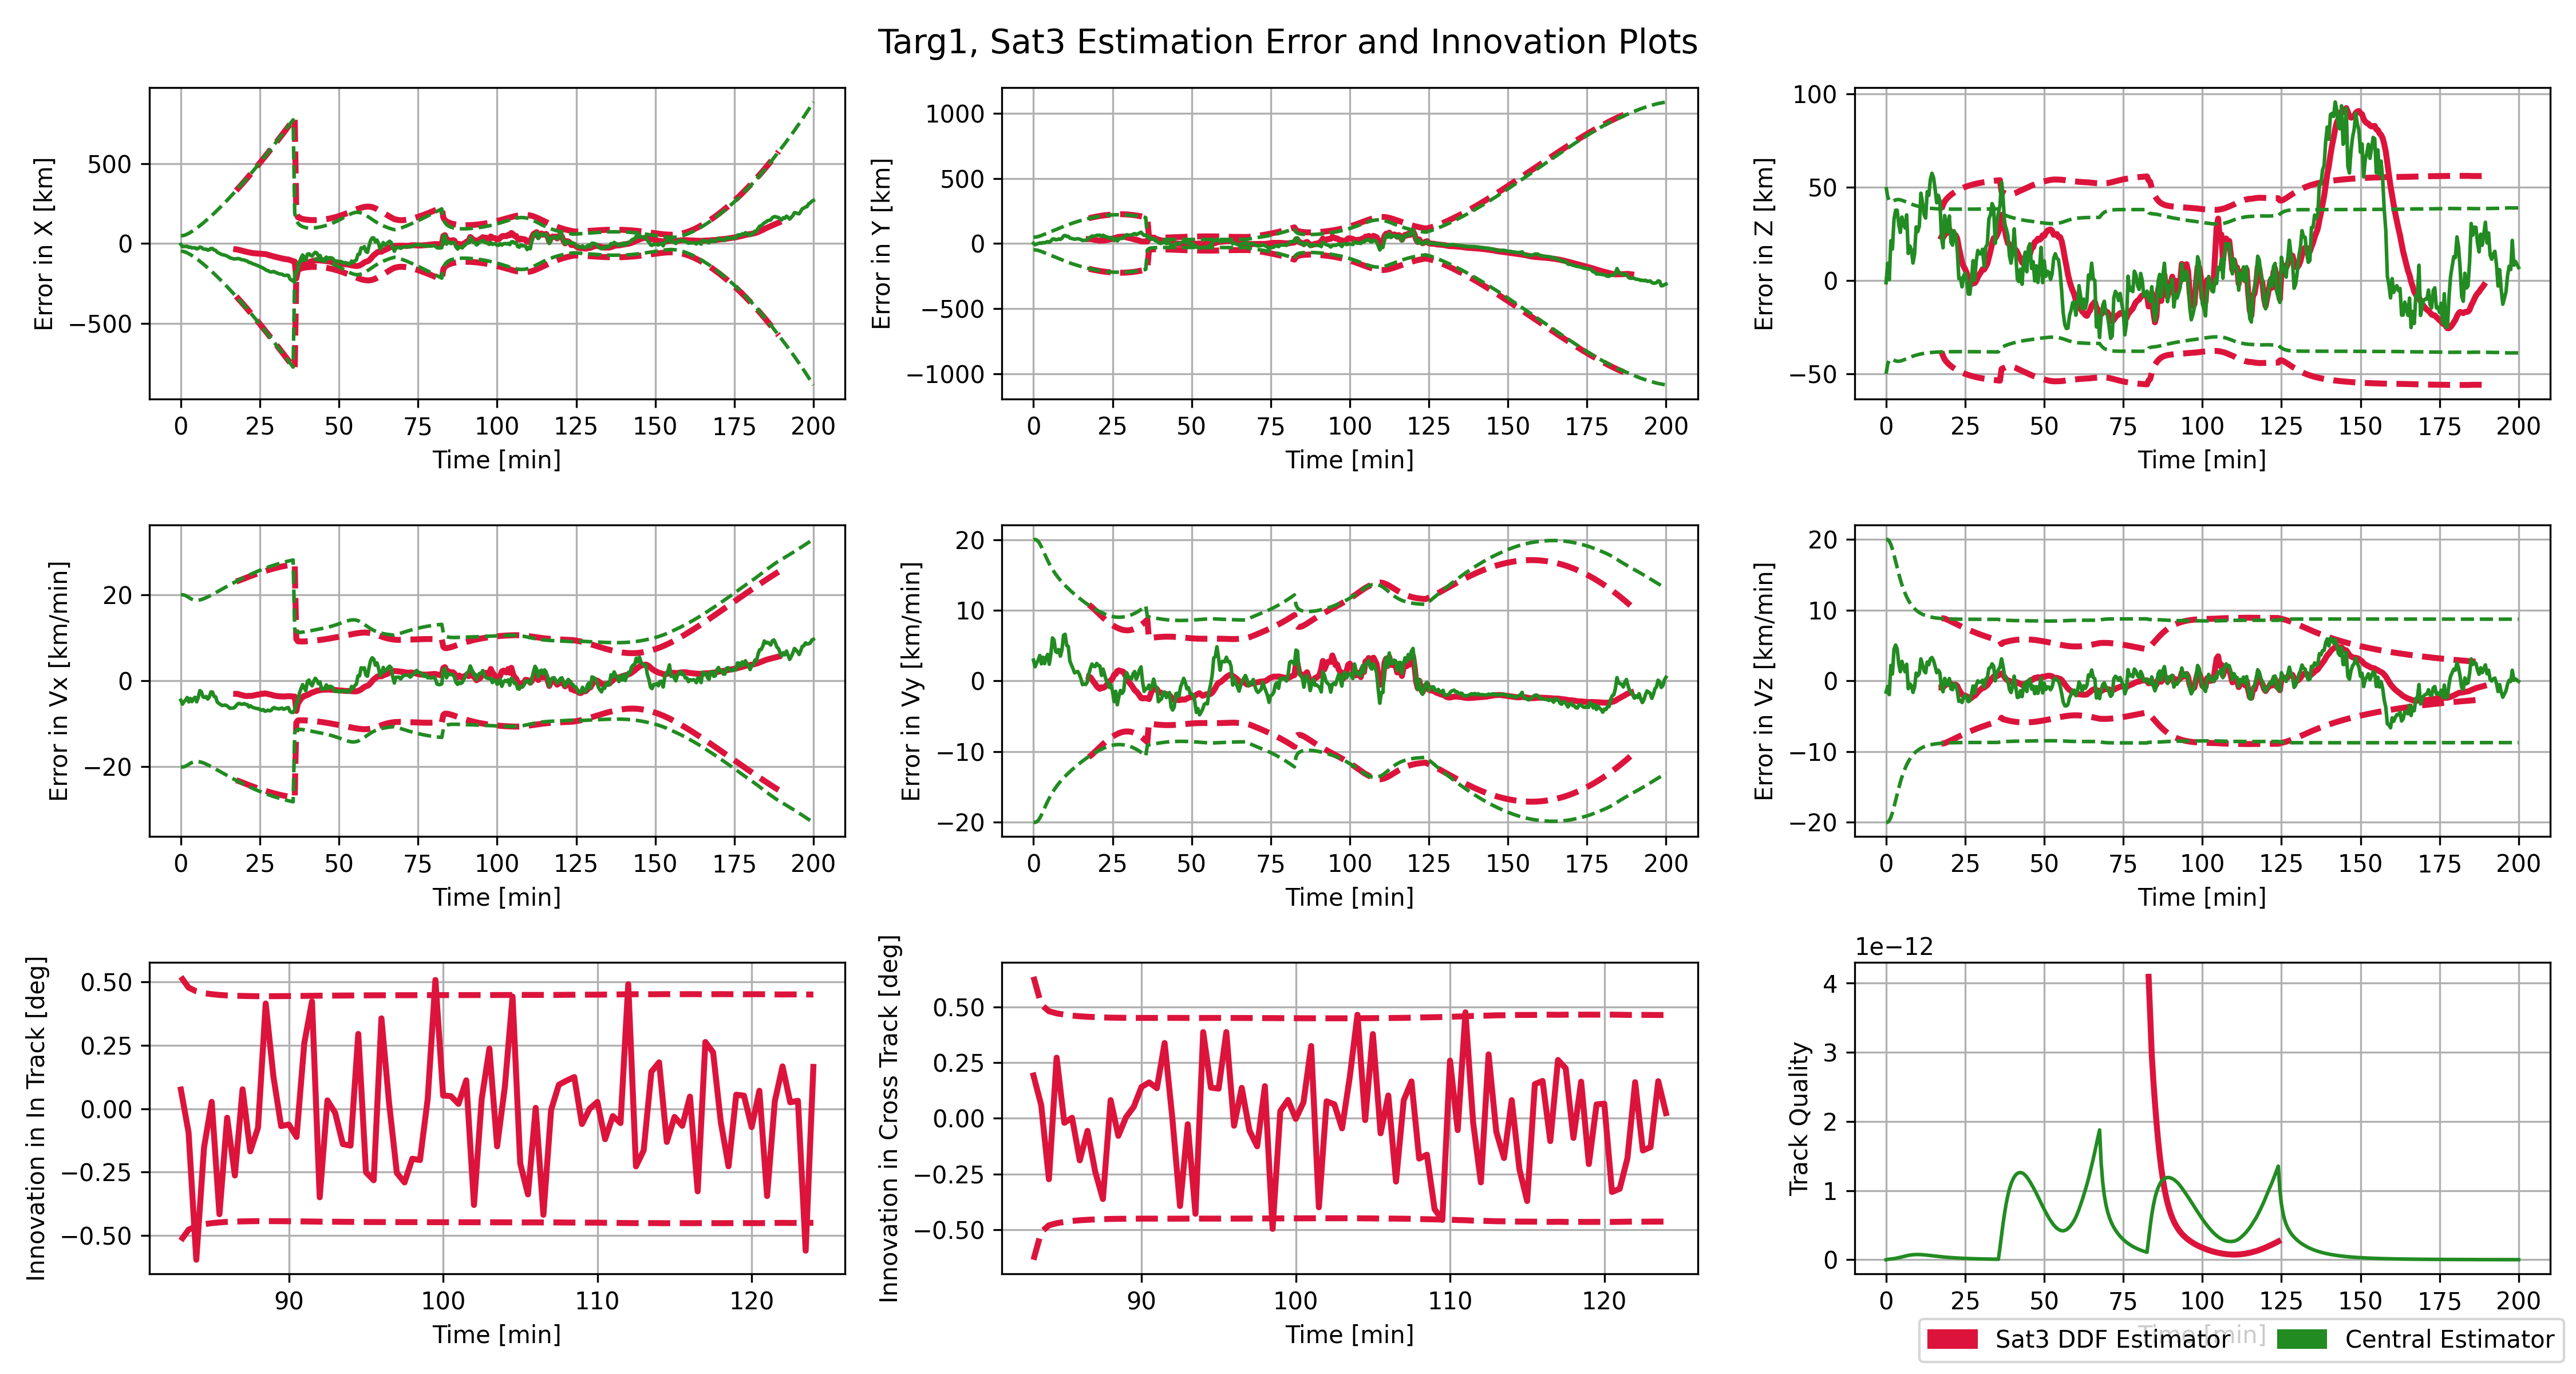 Targ1, Sat3 Estimation Error and Innovation Plots
Error in X [km]
500
0
−500
0 25 50 75 100 125 150 175 200
Time [min]
Error in Y [km]
1000
500
0
−500
−1000
0 25 50 75 100 125 150 175 200
Time [min]
Error in Z [km]
100
50
0
−50
0 25 50 75 100 125 150 175 200
Time [min]
Error in Vx [km/min]
20
0
−20
0 25 50 75 100 125 150 175 200
Time [min]
Error in Vy [km/min]
20
10
0
−10
−20
0 25 50 75 100 125 150 175 200
Time [min]
Error in Vz [km/min]
20
10
0
−10
−20
0 25 50 75 100 125 150 175 200
Time [min]
Innovation in In Track [deg]
0.50
0.25
0.00
−0.25
−0.50
90 100 110 120
Time [min]
Innovation in Cross Track [deg]
0.50
0.25
0.00
−0.25
−0.50
90 100 110 120
Time [min]
1e−12
Track Quality
4
3
2
1
0
0 25 50 75 100 125 150 175 200
Time [min]
Sat3 DDF Estimator
Central Estimator